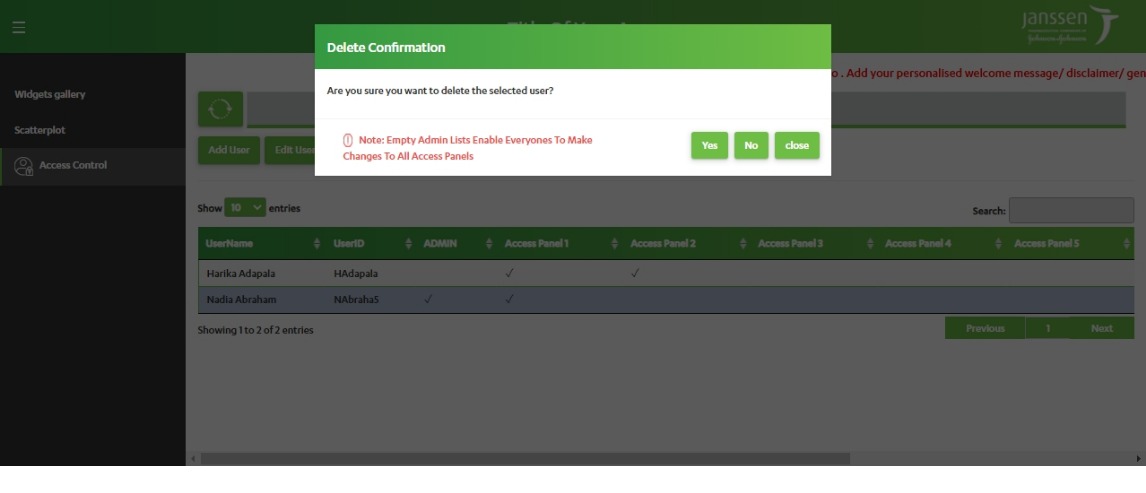 janssen
Delete Confirmation
o . Add your personalised welcome message/ disclaimer/ gen
Are you sure you want to delete the selected user?
Widgets gallery
Scatterplot
Note: Empty Admin Lists Enable Everyones To Make
Changes To All Access Panels
Yes No close
Add User Edit User
Access Control
Show 10 entries
Search:
UserName UserID ADMIN Access Panel 1 Access Panel 2 Access Panel 3 Access Panel 4 Access Panel 5
Harika Adapala HAdapala ✓ ✓
Nadia Abraham NAbraha5 ✓ ✓
Showing 1 to 2 of 2 entries
Previous 1 Next